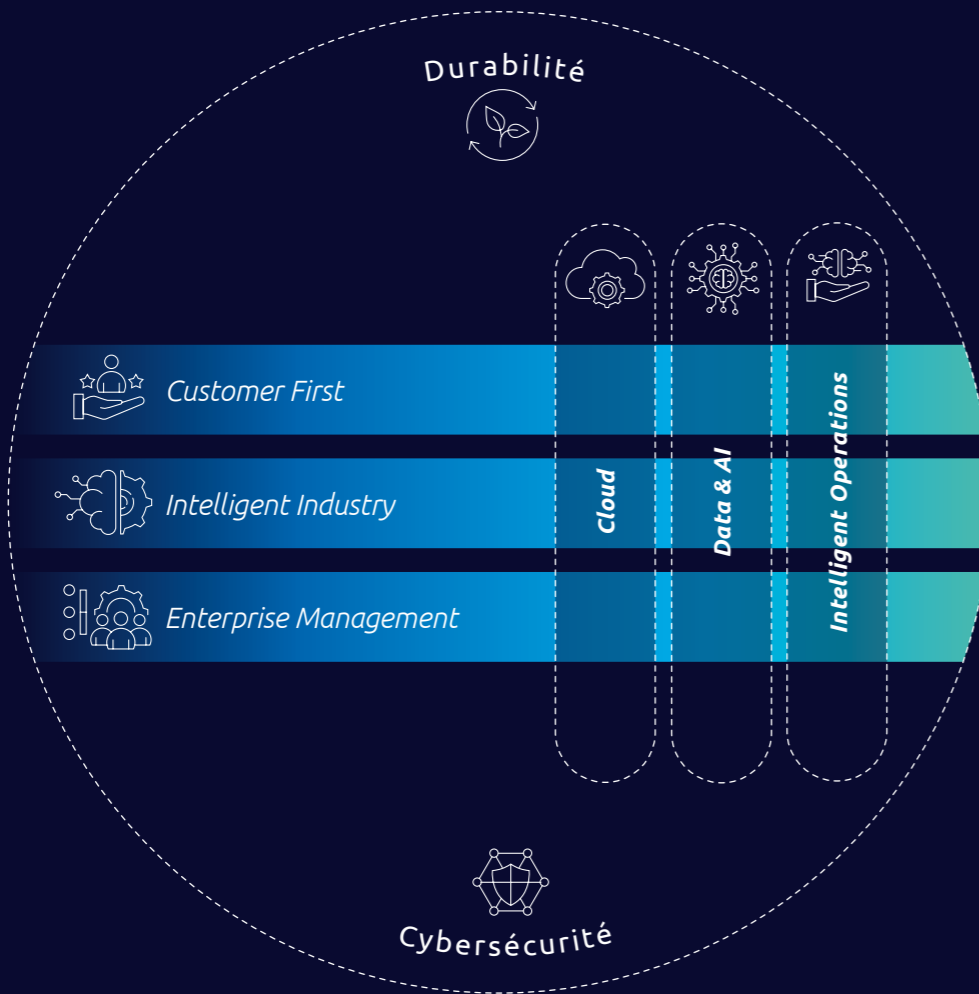 Durabilité
Customer First
Intelligent Industry
Enterprise Management
Cloud
Data & AI
Intelligent Operations
Cybersécurité